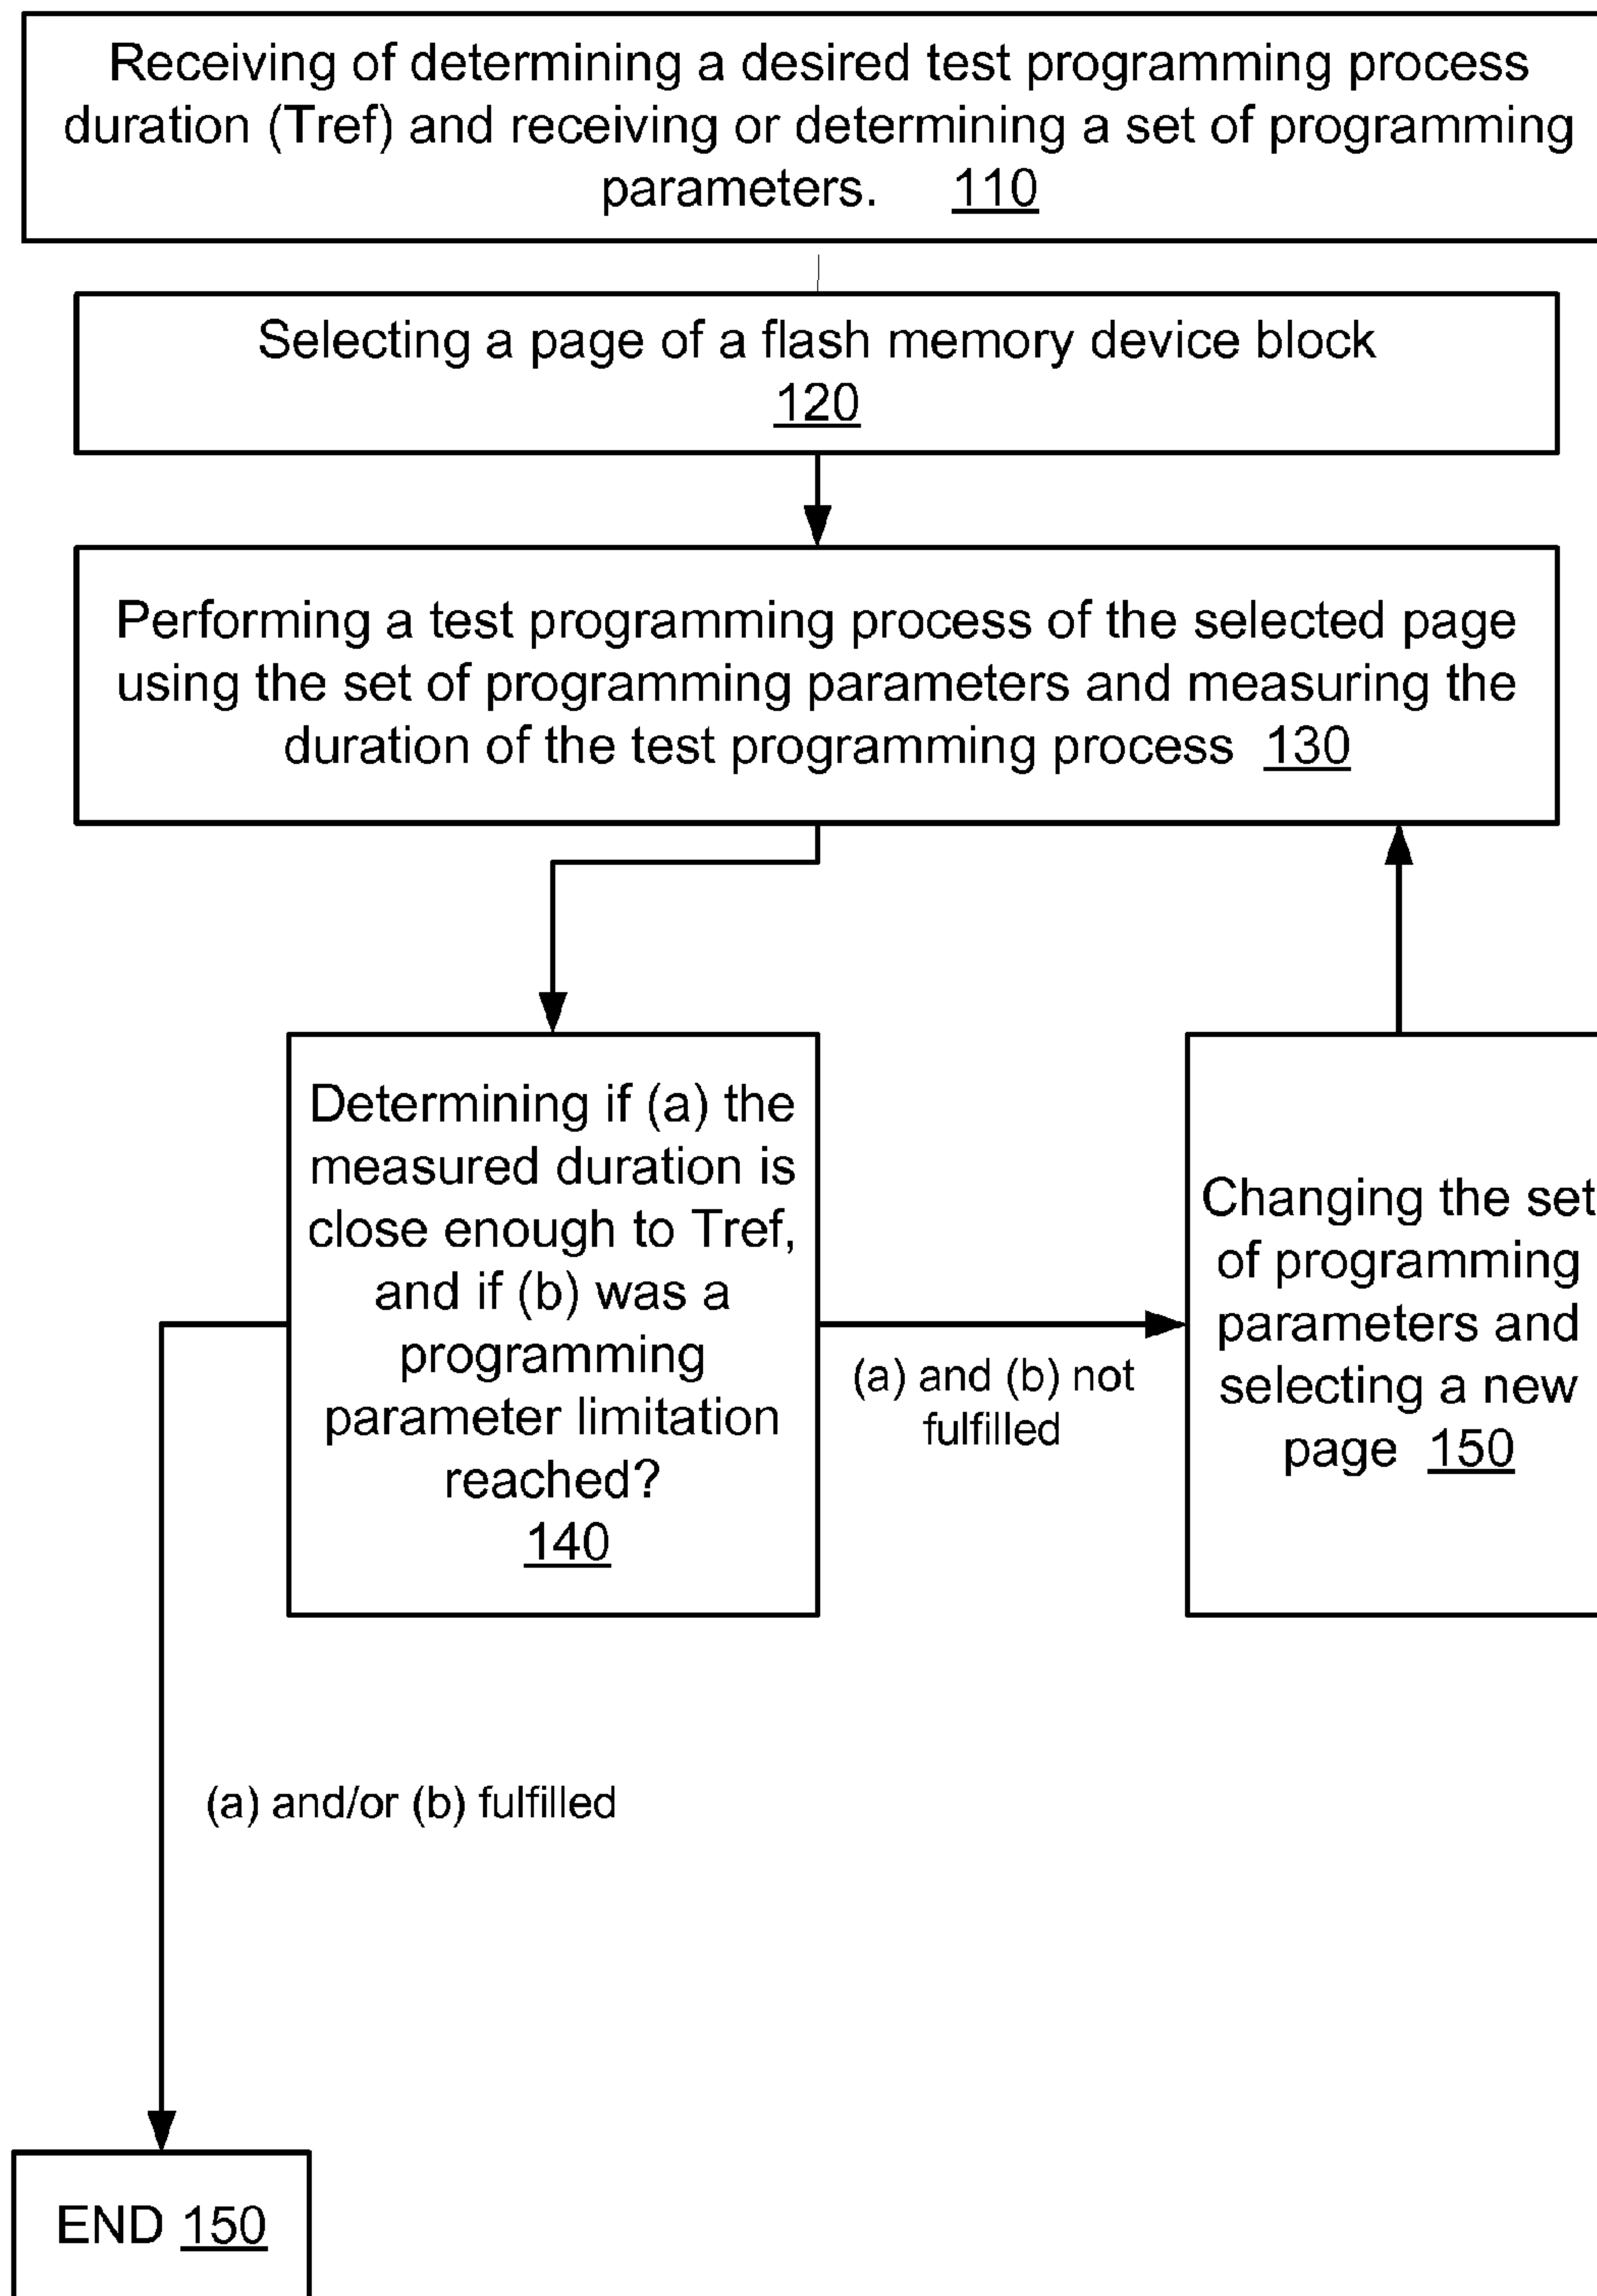 Receiving of determining a desired test programming process
duration (Tref) and receiving or determining a set of programming
parameters. 110
Selecting a page of a flash memory device block
120
Performing a test programming process of the selected page
using the set of programming parameters and measuring the
duration of the test programming process 130
Determining if (a) the
measured duration is
close enough to Tref,
and if (b) was a
programming
parameter limitation
reached?
140
(a) and (b) not
fulfilled
Changing the set
of programming
parameters and
selecting a new
page 150
(a) and/or (b) fulfilled
END 150